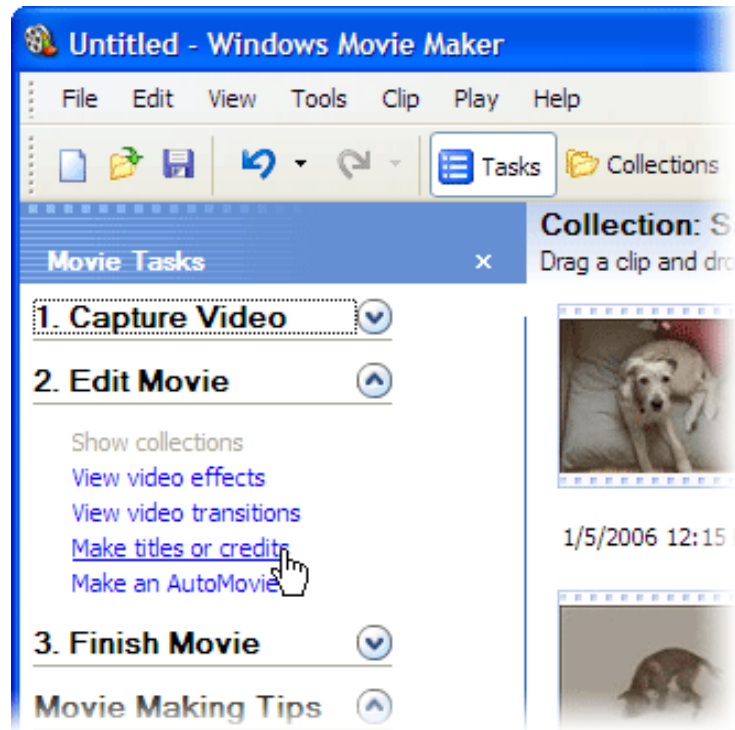 Untitled - Windows Movie Maker
File Edit View Tools Clip Play Help
Tasks Collections
Movie Tasks ×
Collection: S
Drag a clip and dro
1. Capture Video
2. Edit Movie
Show collections
View video effects
View video transitions
Make titles or credits
Make an AutoMovie
3. Finish Movie
Movie Making Tips
1/5/2006 12:15